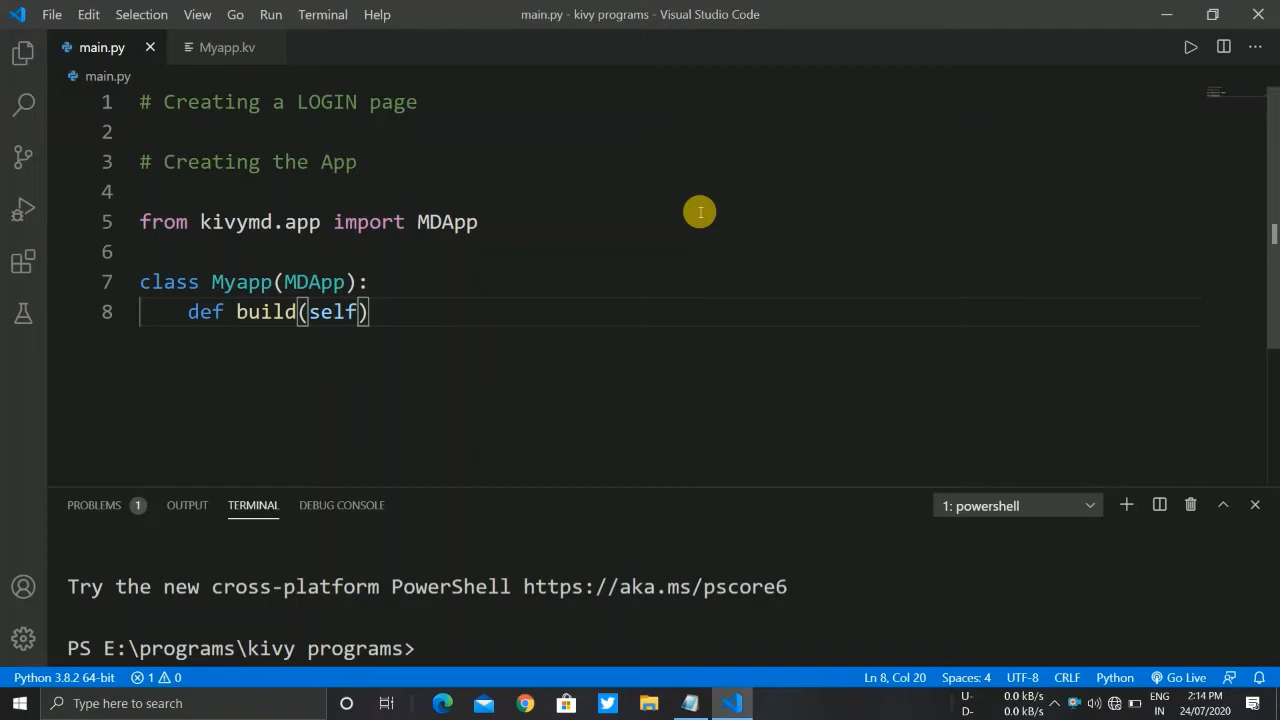 File Edit Selection View Go Run Terminal Help main.py - kivy programs - Visual Studio Code
main.py Myapp.kv
main.py
1 # Creating a LOGIN page
2
3 # Creating the App
4
5 from kivymd.app import MDApp
6
7 class Myapp(MDApp):
8 def build(self)
PROBLEMS 1 OUTPUT TERMINAL DEBUG CONSOLE 1: powershell
Try the new cross-platform PowerShell https://aka.ms/pscore6
PS E:\programs\kivy programs>
Python 3.8.2 64-bit 1 0 Ln 8, Col 20 Spaces: 4 UTF-8 CRLF Python Go Live
Type here to search
U- 0.0 kB/s ENG 2:14 PM
D- 0.0 kB/s IN 24/07/2020